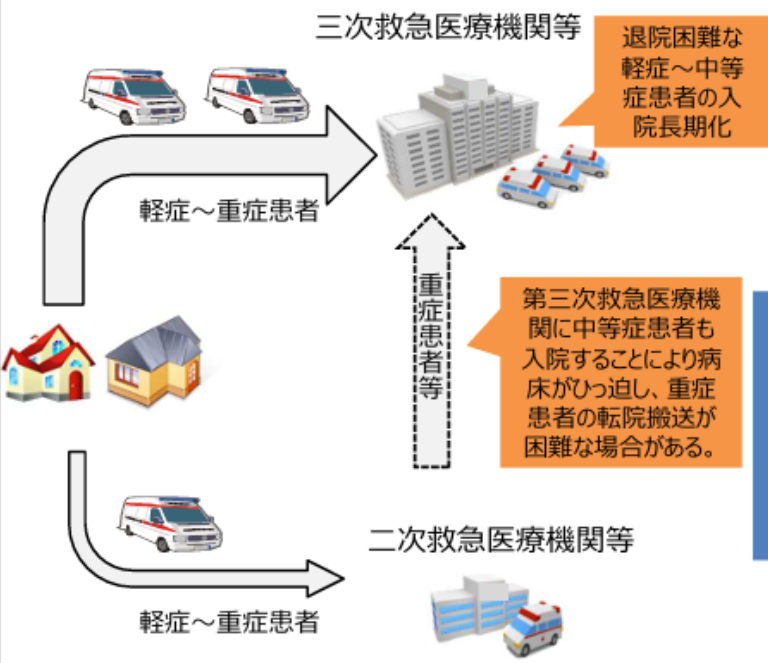 三次救急医療機関等
退院困難な
軽症～中等
症患者の入
院長期化
軽症～重症患者
重症患者等
第三次救急医療機
関に中等症患者も
入院することにより病
床がひっ迫し、重症
患者の転院搬送が
困難な場合がある。
二次救急医療機関等
軽症～重症患者